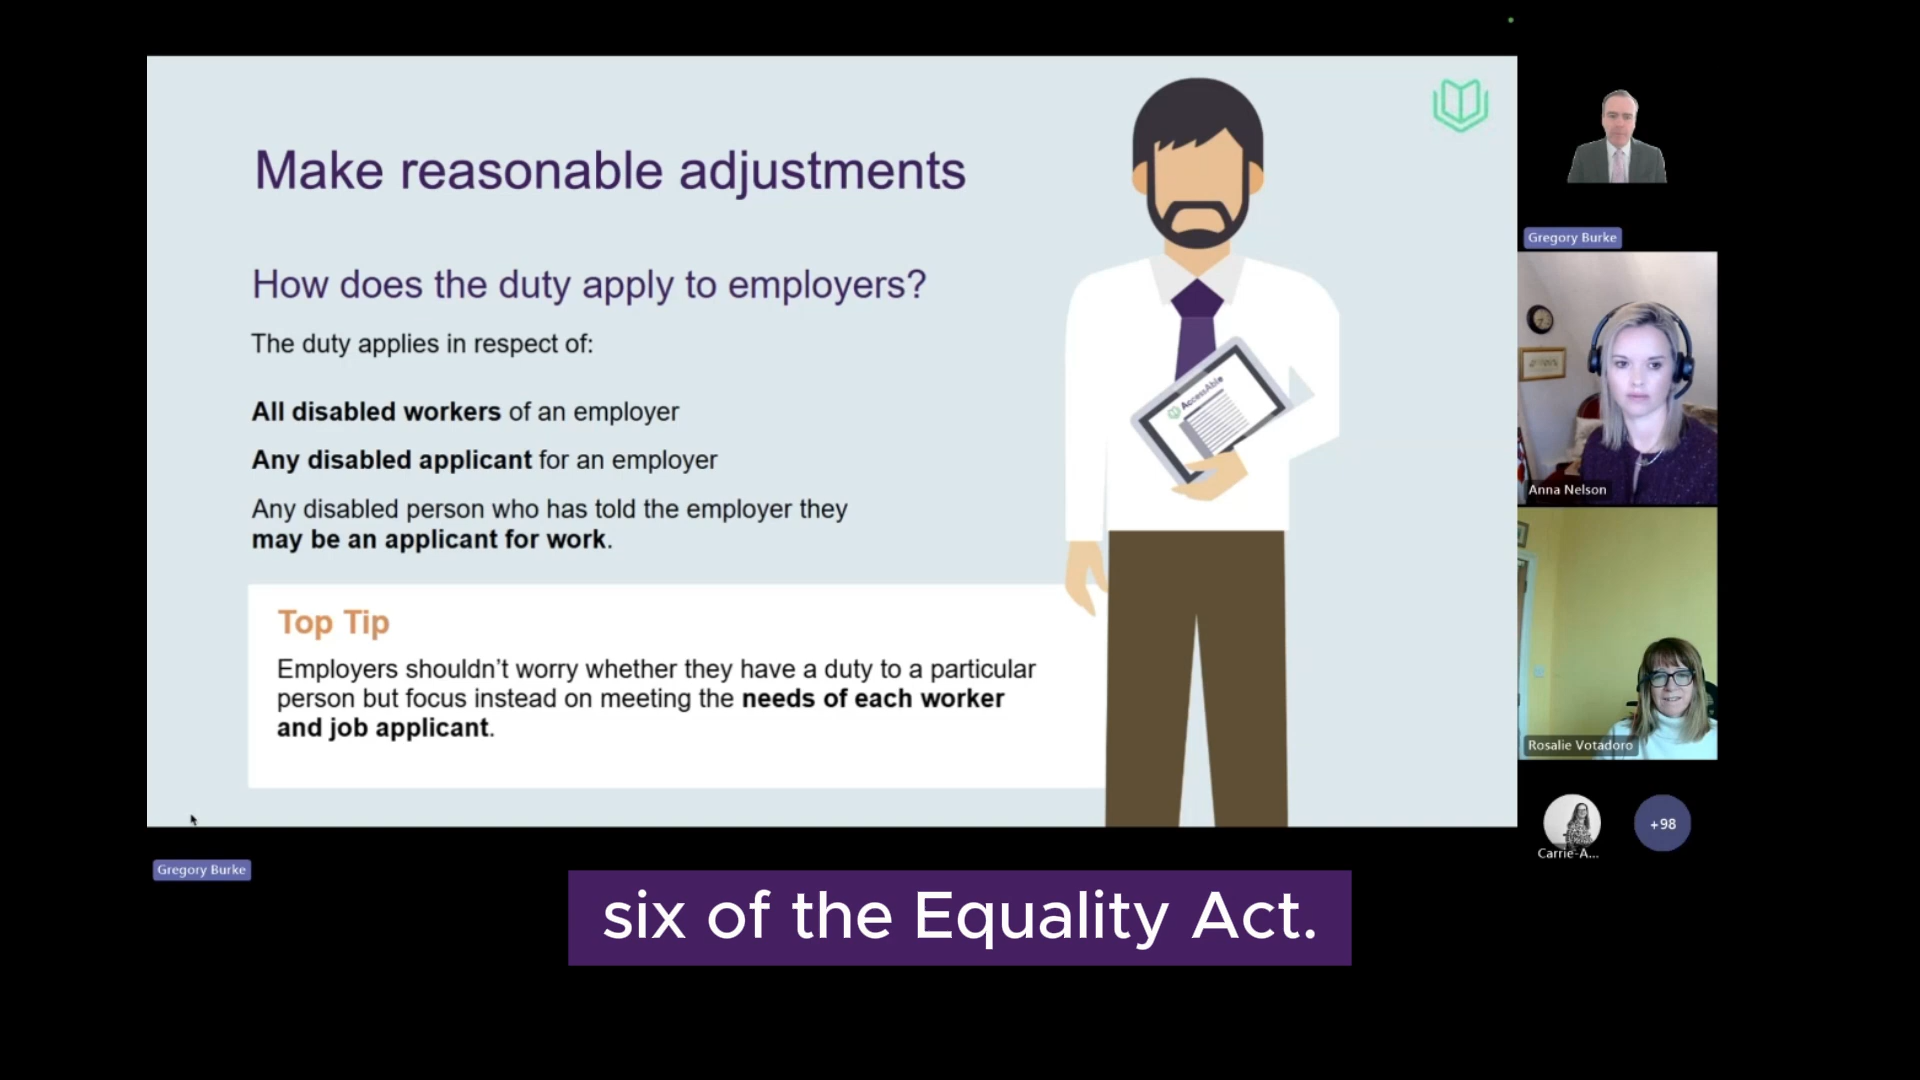 Make reasonable adjustments
How does the duty apply to employers?
The duty applies in respect of:
All disabled workers of an employer
Any disabled applicant for an employer
Any disabled person who has told the employer they
may be an applicant for work.
AccessAble
Top Tip
Employers shouldn't worry whether they have a duty to a particular
person but focus instead on meeting the needs of each worker
and job applicant.
Gregory Burke
Anna Nelson
Rosalie Votadoro
Carrie-A...
+98
Gregory Burke
six of the Equality Act.